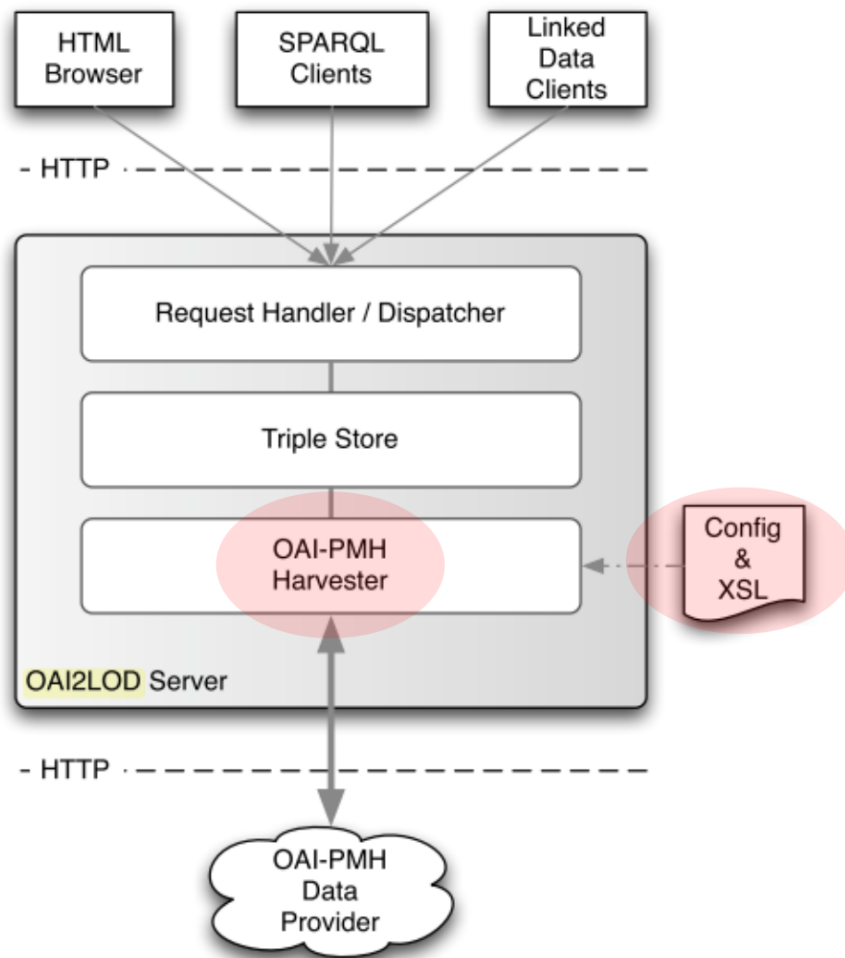 HTML
Browser
SPARQL
Clients
Linked
Data
Clients
HTTP
Request Handler / Dispatcher
Triple Store
OAI-PMH
Harvester
Config
&
XSL
OAI2LOD Server
HTTP
OAI-PMH
Data
Provider